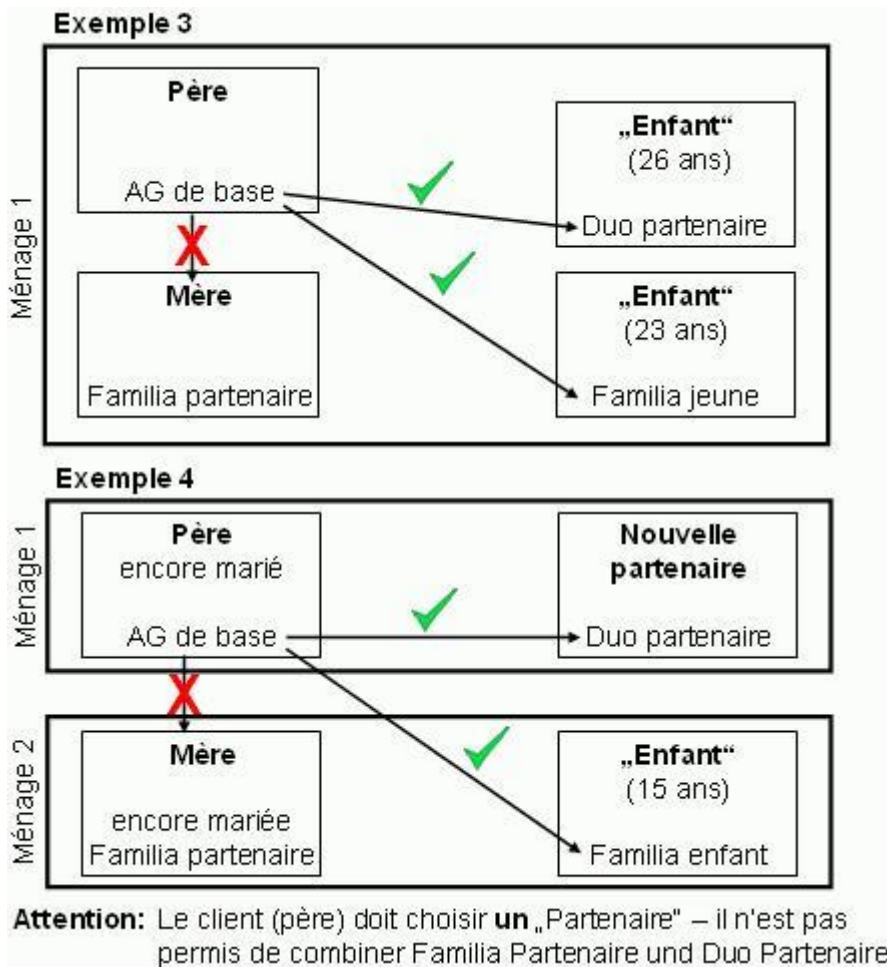 Exemple 3
Ménage 1
Père
AG de base
„Enfant“
(26 ans)
Duo partenaire
X
Mère
Familia partenaire
„Enfant“
(23 ans)
Familia jeune
Exemple 4
Ménage 1
Père
encore marié
AG de base
Nouvelle
partenaire
Duo partenaire
X
Ménage 2
Mère
encore mariée
Familia partenaire
„Enfant“
(15 ans)
Familia enfant
Attention: Le client (père) doit choisir un „Partenaire“ – il n'est pas
permis de combiner Familia Partenaire und Duo Partenaire